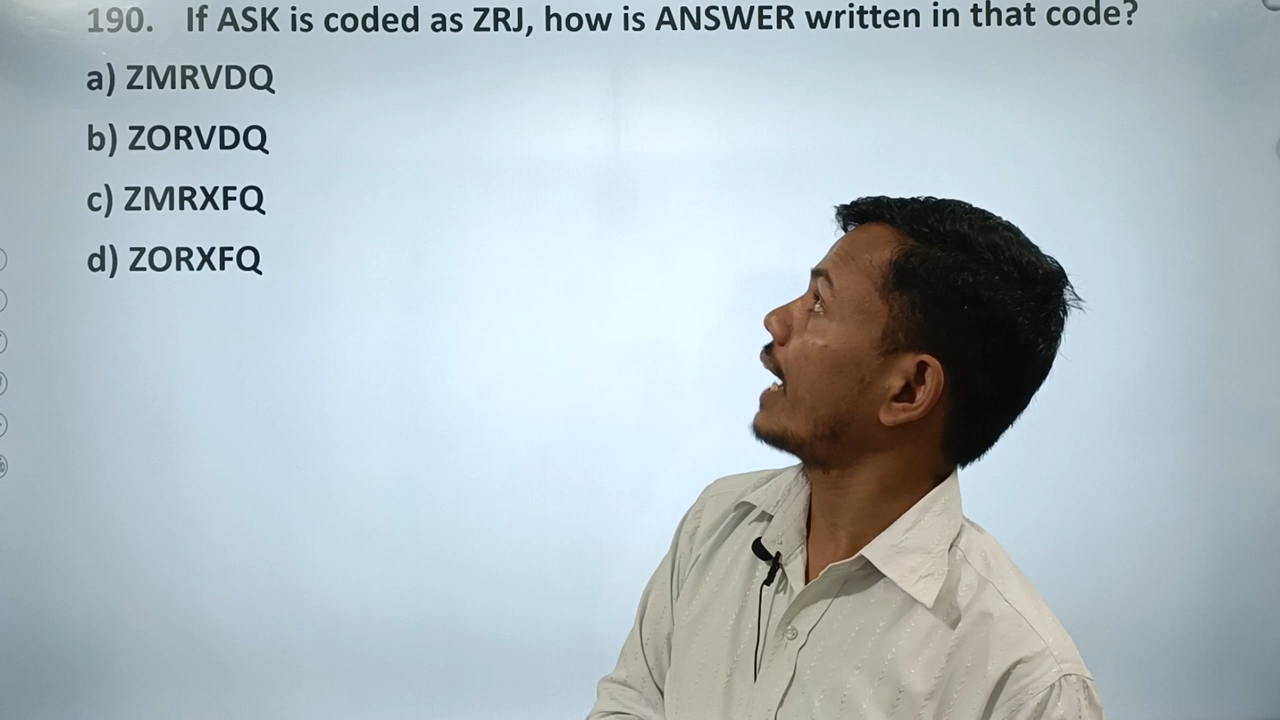 190. If ASK is coded as ZRJ, how is ANSWER written in that code?
a) ZMRVDQ
b) ZORVDQ
c) ZMRXFQ
d) ZORXFQ